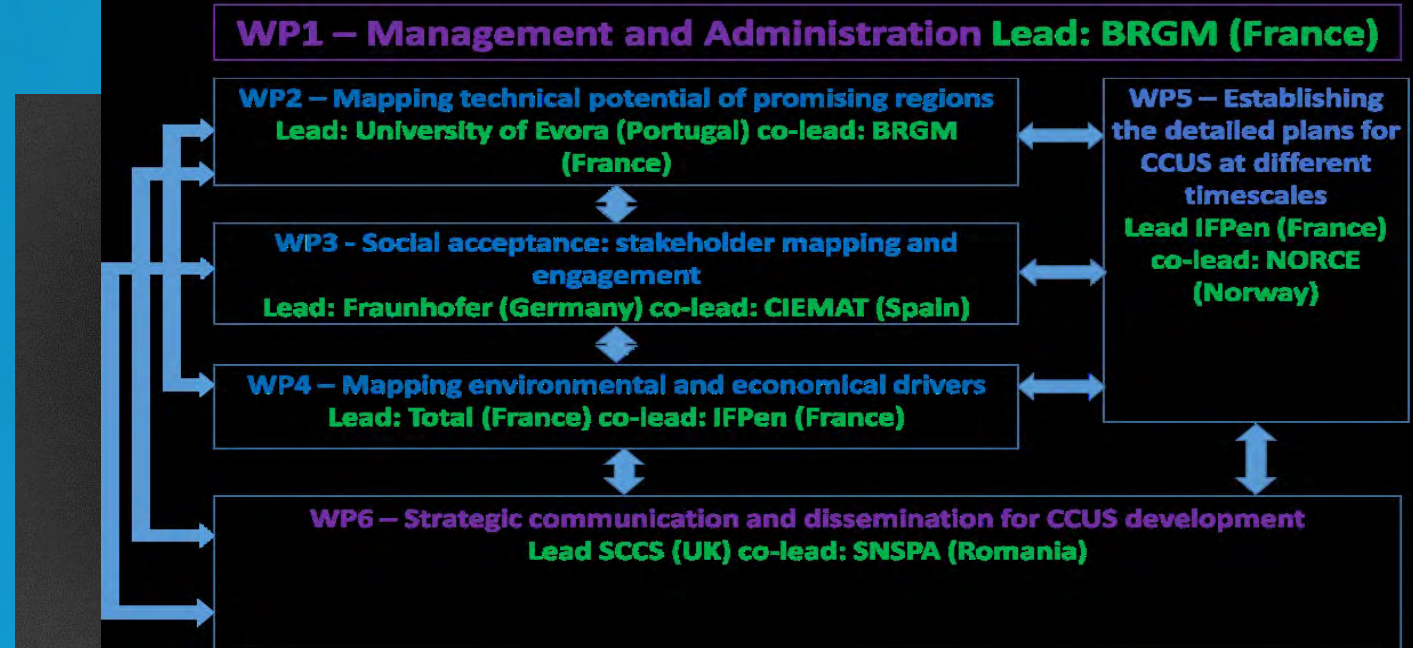 WP1 – Management and Administration Lead: BRGM (France)
WP2 – Mapping technical potential of promising regions
Lead: University of Evora (Portugal) co-lead: BRGM
(France)
WP3 - Social acceptance: stakeholder mapping and
engagement
Lead: Fraunhofer (Germany) co-lead: CIEMAT (Spain)
WP4 – Mapping environmental and economical drivers
Lead: Total (France) co-lead: IFPen (France)
WP5 – Establishing
the detailed plans for
CCUS at different
timescales
Lead IFPen (France)
co-lead: NORCE
(Norway)
WP6 – Strategic communication and dissemination for CCUS development
Lead SCCS (UK) co-lead: SNSPA (Romania)